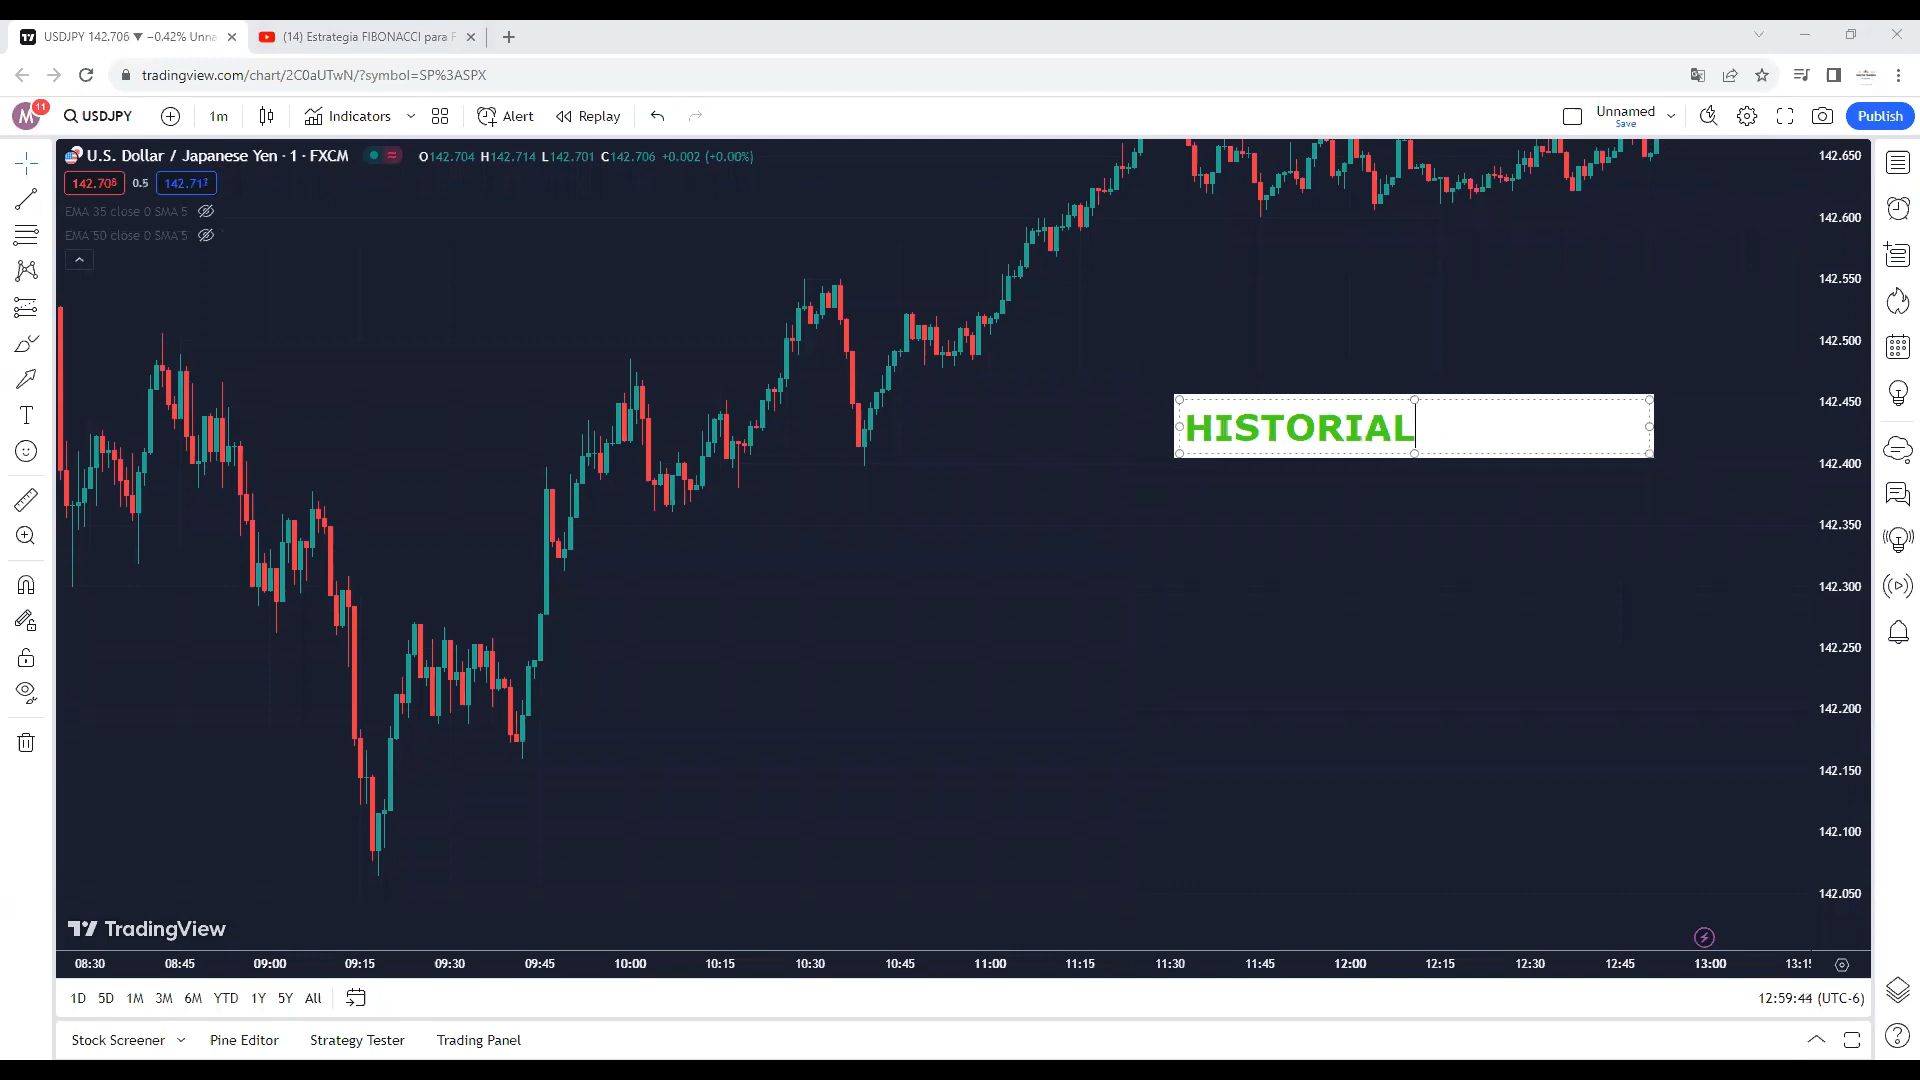 USDJPY 142.706 ▼ −0.42% Unna
(14) Estrategia FIBONACCI para F
tradingview.com/chart/2C0aUTwN/?symbol=SP%3ASPX
M 11
USDJPY
1m
Indicators
Alert
Replay
Unnamed
Save
Publish
U.S. Dollar / Japanese Yen · 1 · FXCM
O142.704 H142.714 L142.701 C142.706 +0.002 (+0.00%)
142.708 0.5 142.717
EMA 35 close 0 SMA 5
EMA 50 close 0 SMA 5
HISTORIAL
142.650
142.600
142.550
142.500
142.450
142.400
142.350
142.300
142.250
142.200
142.150
142.100
142.050
TradingView
08:30 08:45 09:00 09:15 09:30 09:45 10:00 10:15 10:30 10:45 11:00 11:15 11:30 11:45 12:00 12:15 12:30 12:45 13:00
1D 5D 1M 3M 6M YTD 1Y 5Y All
12:59:44 (UTC-6)
Stock Screener Pine Editor Strategy Tester Trading Panel